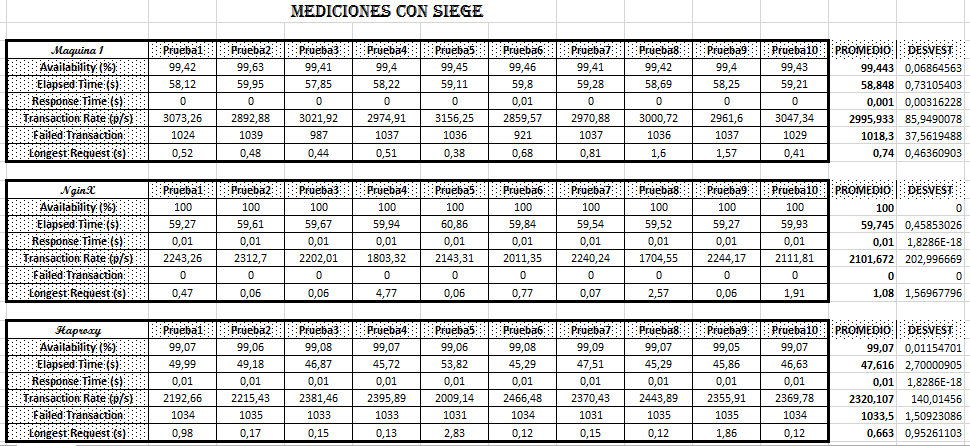 MEDICIONES CON SIEGE
Maquina 1 Prueba1 Prueba2 Prueba3 Prueba4 Prueba5 Prueba6 Prueba7 Prueba8 Prueba9 Prueba10 PROMEDIO DESVEST
Availability (%) 99,42 99,63 99,41 99,4 99,45 99,46 99,41 99,42 99,4 99,43 99,443 0,06864563
Elapsed Time (s) 58,12 59,95 57,85 58,22 59,11 59,8 59,28 58,69 58,25 59,21 58,848 0,73105403
Response Time (s) 0 0 0 0 0 0,01 0 0 0 0 0,001 0,00316228
Transaction Rate (p/s) 3073,26 2892,88 3021,92 2974,91 3156,25 2859,57 2970,88 3000,72 2961,6 3047,34 2995,933 85,9490078
Failed Transaction 1024 1039 987 1037 1036 921 1037 1036 1037 1029 1018,3 37,5619488
Longest Request (s) 0,52 0,48 0,44 0,51 0,38 0,68 0,81 1,6 1,57 0,41 0,74 0,46360903
NginX Prueba1 Prueba2 Prueba3 Prueba4 Prueba5 Prueba6 Prueba7 Prueba8 Prueba9 Prueba10 PROMEDIO DESVEST
Availability (%) 100 100 100 100 100 100 100 100 100 100 100 0
Elapsed Time (s) 59,27 59,61 59,67 59,94 60,86 59,84 59,54 59,52 59,27 59,93 59,745 0,45853026
Response Time (s) 0,01 0,01 0,01 0,01 0,01 0,01 0,01 0,01 0,01 0,01 0,01 1,8286E-18
Transaction Rate (p/s) 2243,26 2312,7 2202,01 1803,32 2143,31 2011,35 2240,24 1704,55 2244,17 2111,81 2101,672 202,996669
Failed Transaction 0 0 0 0 0 0 0 0 0 0 0 0
Longest Request (s) 0,47 0,06 0,06 4,77 0,06 0,77 0,07 2,57 0,06 1,91 1,08 1,56967796
Haproxy Prueba1 Prueba2 Prueba3 Prueba4 Prueba5 Prueba6 Prueba7 Prueba8 Prueba9 Prueba10 PROMEDIO DESVEST
Availability (%) 99,07 99,06 99,08 99,07 99,06 99,08 99,09 99,07 99,05 99,07 99,07 0,01154701
Elapsed Time (s) 49,99 49,18 46,87 45,72 53,82 45,29 47,51 45,29 45,86 46,63 47,616 2,70000905
Response Time (s) 0,01 0,01 0,01 0,01 0,01 0,01 0,01 0,01 0,01 0,01 0,01 1,8286E-18
Transaction Rate (p/s) 2192,66 2215,43 2381,46 2395,89 2009,14 2466,48 2370,43 2443,89 2355,91 2369,78 2320,107 140,01456
Failed Transaction 1034 1035 1033 1033 1031 1034 1031 1035 1035 1034 1033,5 1,50923086
Longest Request (s) 0,98 0,17 0,15 0,13 2,83 0,12 0,15 0,12 1,86 0,12 0,663 0,95261103